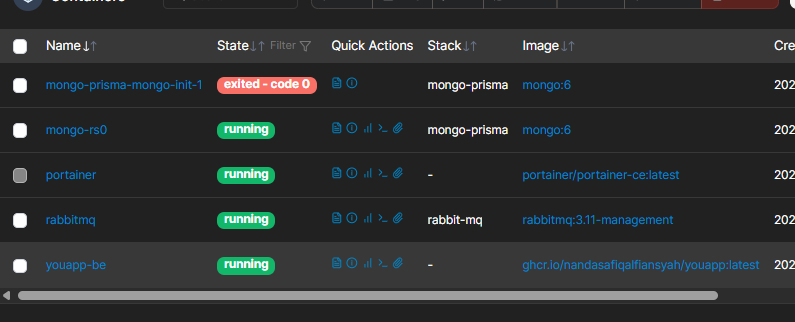 Containers
Name State Filter Quick Actions Stack Image Cre
mongo-prisma-mongo-init-1 exited - code 0 mongo-prisma mongo:6 202
mongo-rs0 running mongo-prisma mongo:6 202
portainer running - portainer/portainer-ce:latest 202
rabbitmq running rabbit-mq rabbitmq:3.11-management 202
youapp-be running - ghcr.io/nandasafiqalfiansyah/youapp:latest 202